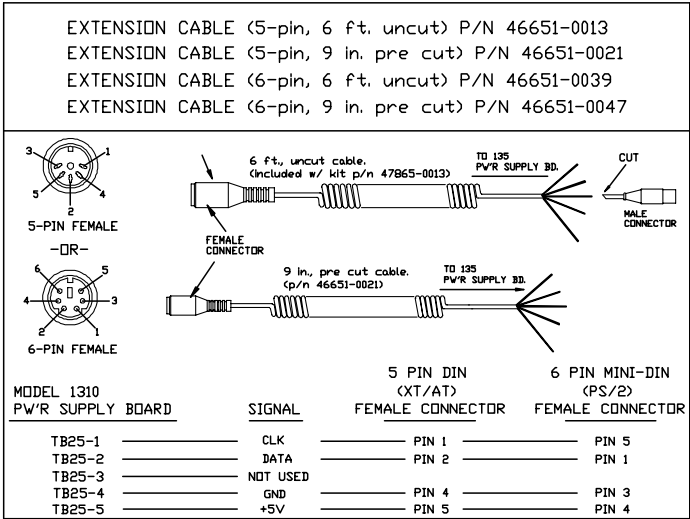 EXTENSION CABLE (5-pin, 6 ft. uncut) P/N 46651-0013
EXTENSION CABLE (5-pin, 9 in. pre cut) P/N 46651-0021
EXTENSION CABLE (6-pin, 6 ft. uncut) P/N 46651-0039
EXTENSION CABLE (6-pin, 9 in. pre cut) P/N 46651-0047
3 1
5 4
2
5-PIN FEMALE
-OR-
6 5
4 3
2 1
6-PIN FEMALE
6 ft., uncut cable.
(included w/ kit p/n 47865-0013)
TO 135
PW'R SUPPLY BD.
CUT
MALE
CONNECTOR
FEMALE
CONNECTOR
9 in., pre cut cable.
(p/n 46651-0021)
TO 135
PW'R SUPPLY BD.
MODEL 1310
PW'R SUPPLY BOARD
SIGNAL
5 PIN DIN
(XT/AT)
FEMALE CONNECTOR
6 PIN MINI-DIN
(PS/2)
FEMALE CONNECTOR
TB25-1 CLK PIN 1 PIN 5
TB25-2 DATA PIN 2 PIN 1
TB25-3 NOT USED
TB25-4 GND PIN 4 PIN 3
TB25-5 +5V PIN 5 PIN 4